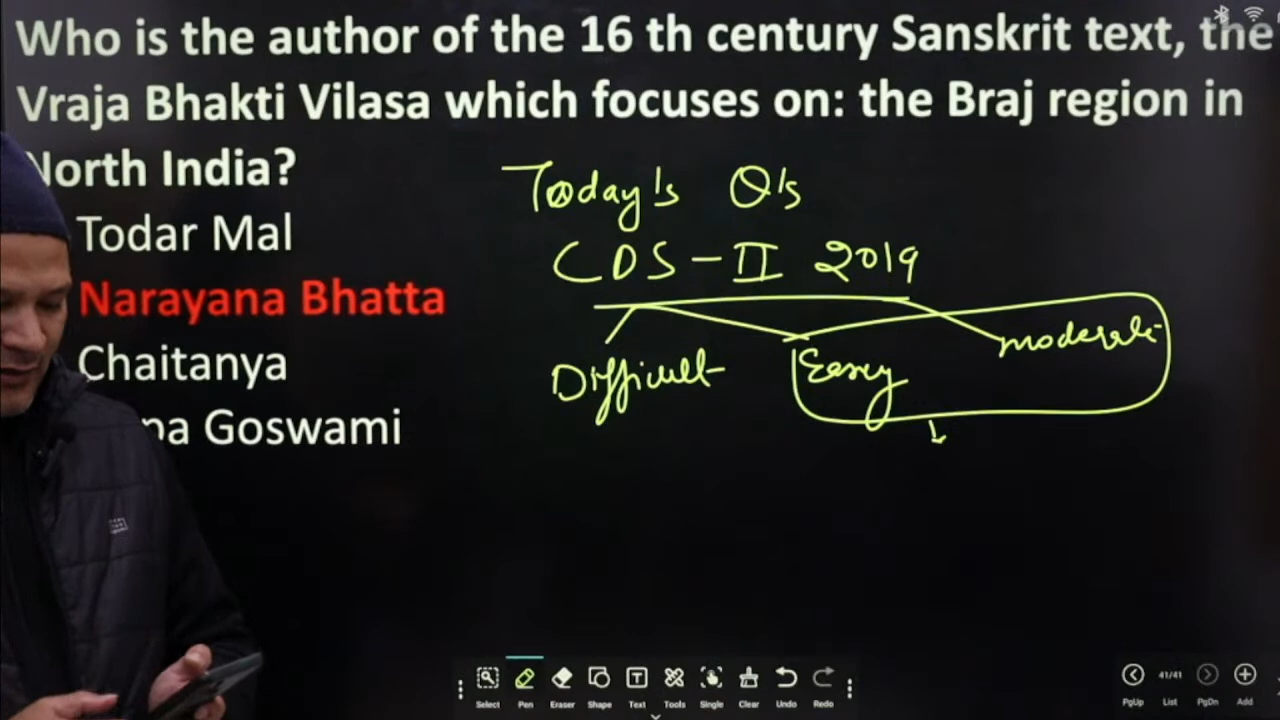 Who is the author of the 16 th century Sanskrit text, the
Vraja Bhakti Vilasa which focuses on: the Braj region in
North India?
Todar Mal
Narayana Bhatta
Chaitanya
pa Goswami
Today's Q's
CDS-II 2019
Difficult
Easy
moderate
Select Pen Eraser Shape Text Tools Single Clear Undo Redo
41/41
PgUp List PgDn Add